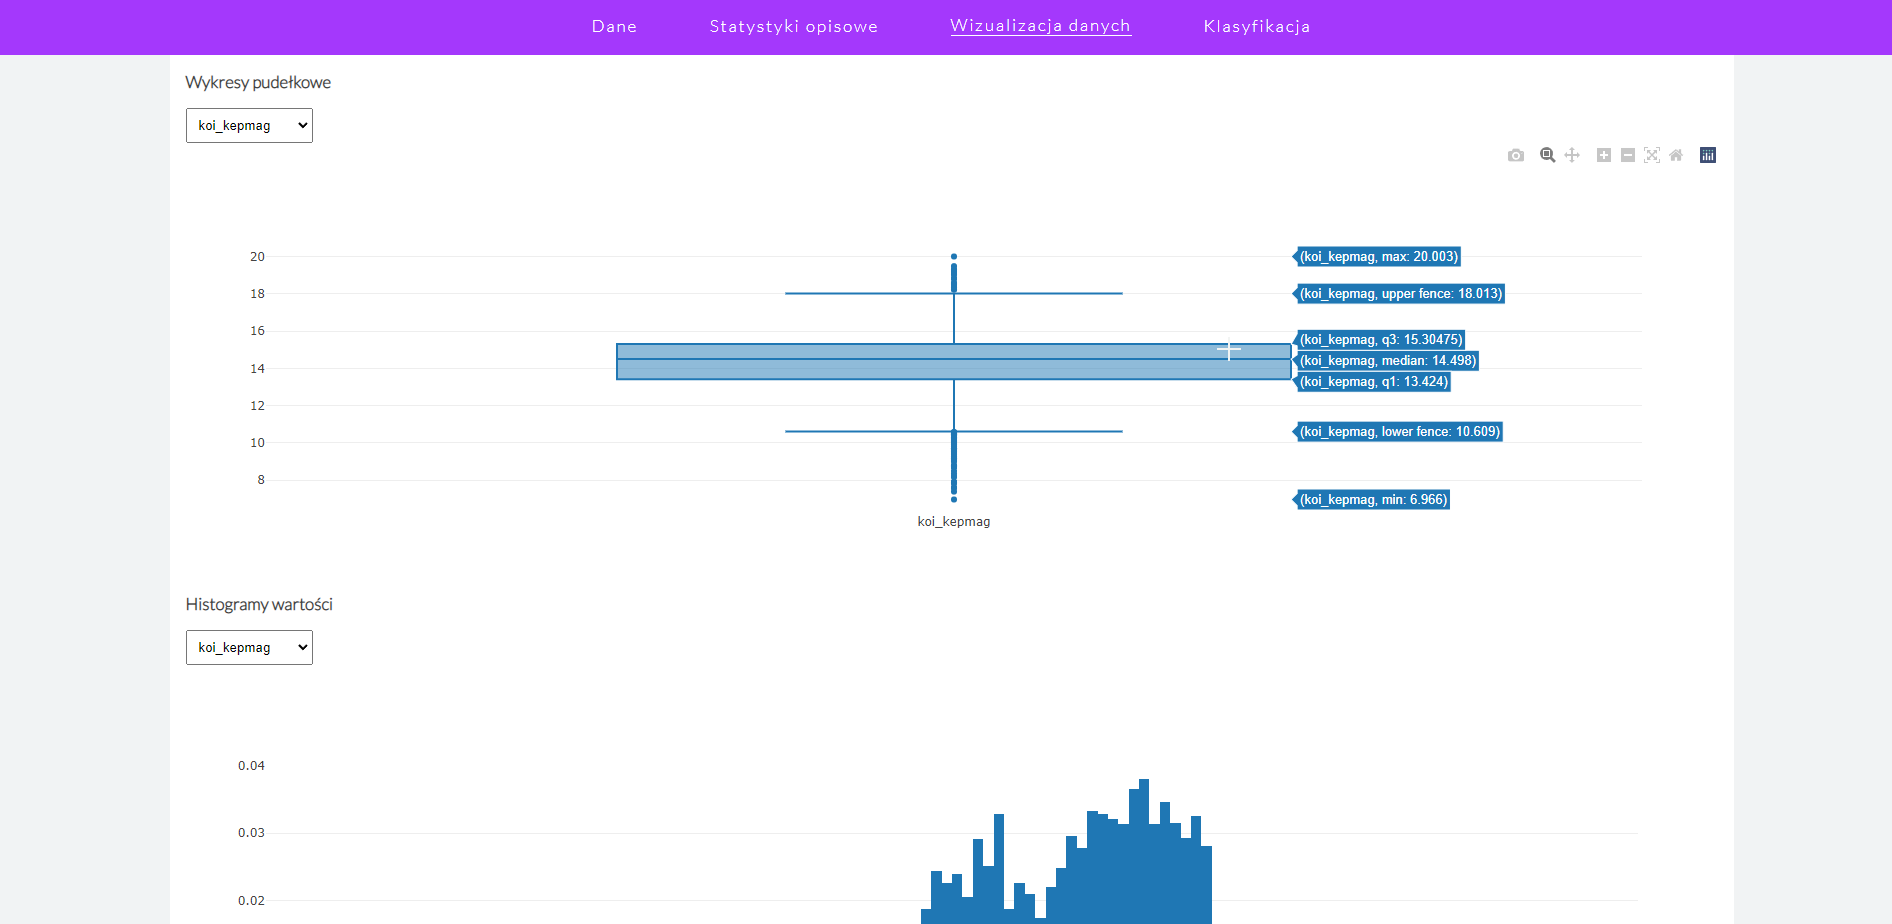 Dane Statystyki opisowe Wizualizacja danych Klasyfikacja
Wykresy pudełkowe
koi_kepmag
20
18
16
14
12
10
8
(koi_kepmag, max: 20.003)
(koi_kepmag, upper fence: 18.013)
(koi_kepmag, q3: 15.30475)
(koi_kepmag, median: 14.498)
(koi_kepmag, q1: 13.424)
(koi_kepmag, lower fence: 10.609)
(koi_kepmag, min: 6.966)
koi_kepmag
Histogramy wartości
koi_kepmag
0.04
0.03
0.02